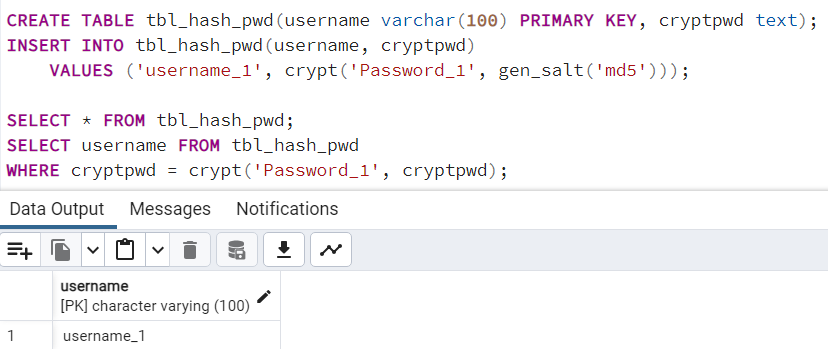 CREATE TABLE tbl_hash_pwd(username varchar(100) PRIMARY KEY, cryptpwd text);
INSERT INTO tbl_hash_pwd(username, cryptpwd)
    VALUES ('username_1', crypt('Password_1', gen_salt('md5')));

SELECT * FROM tbl_hash_pwd;
SELECT username FROM tbl_hash_pwd
WHERE cryptpwd = crypt('Password_1', cryptpwd);
Data Output Messages Notifications
username
[PK] character varying (100)
1 username_1